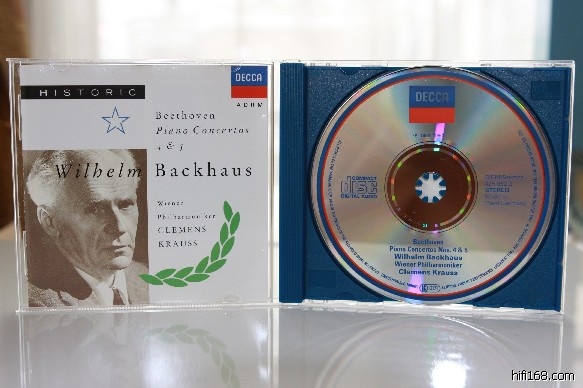 HISTORIC
DECCA
ADRM
Beethoven
Piano Concertos
4 & 5
Wilhelm Backhaus
Wiener
Philharmoniker
CLEMENS
KRAUSS
DECCA
COMPACT
disc
DIGITAL AUDIO
STEREO
Beethoven
Piano Concertos Nos. 4 & 5
Wilhelm Backhaus
Wiener Philharmoniker
Clemens Krauss
hifi168.com